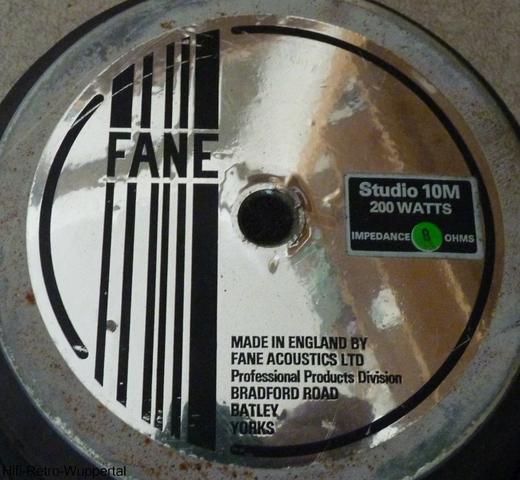 FANE
Studio 10M
200 WATTS
IMPEDANCE 8 OHMS
MADE IN ENGLAND BY
FANE ACOUSTICS LTD
Professional Products Division
BRADFORD ROAD
BATLEY
YORKS
Hifi-Retro-Wuppertal